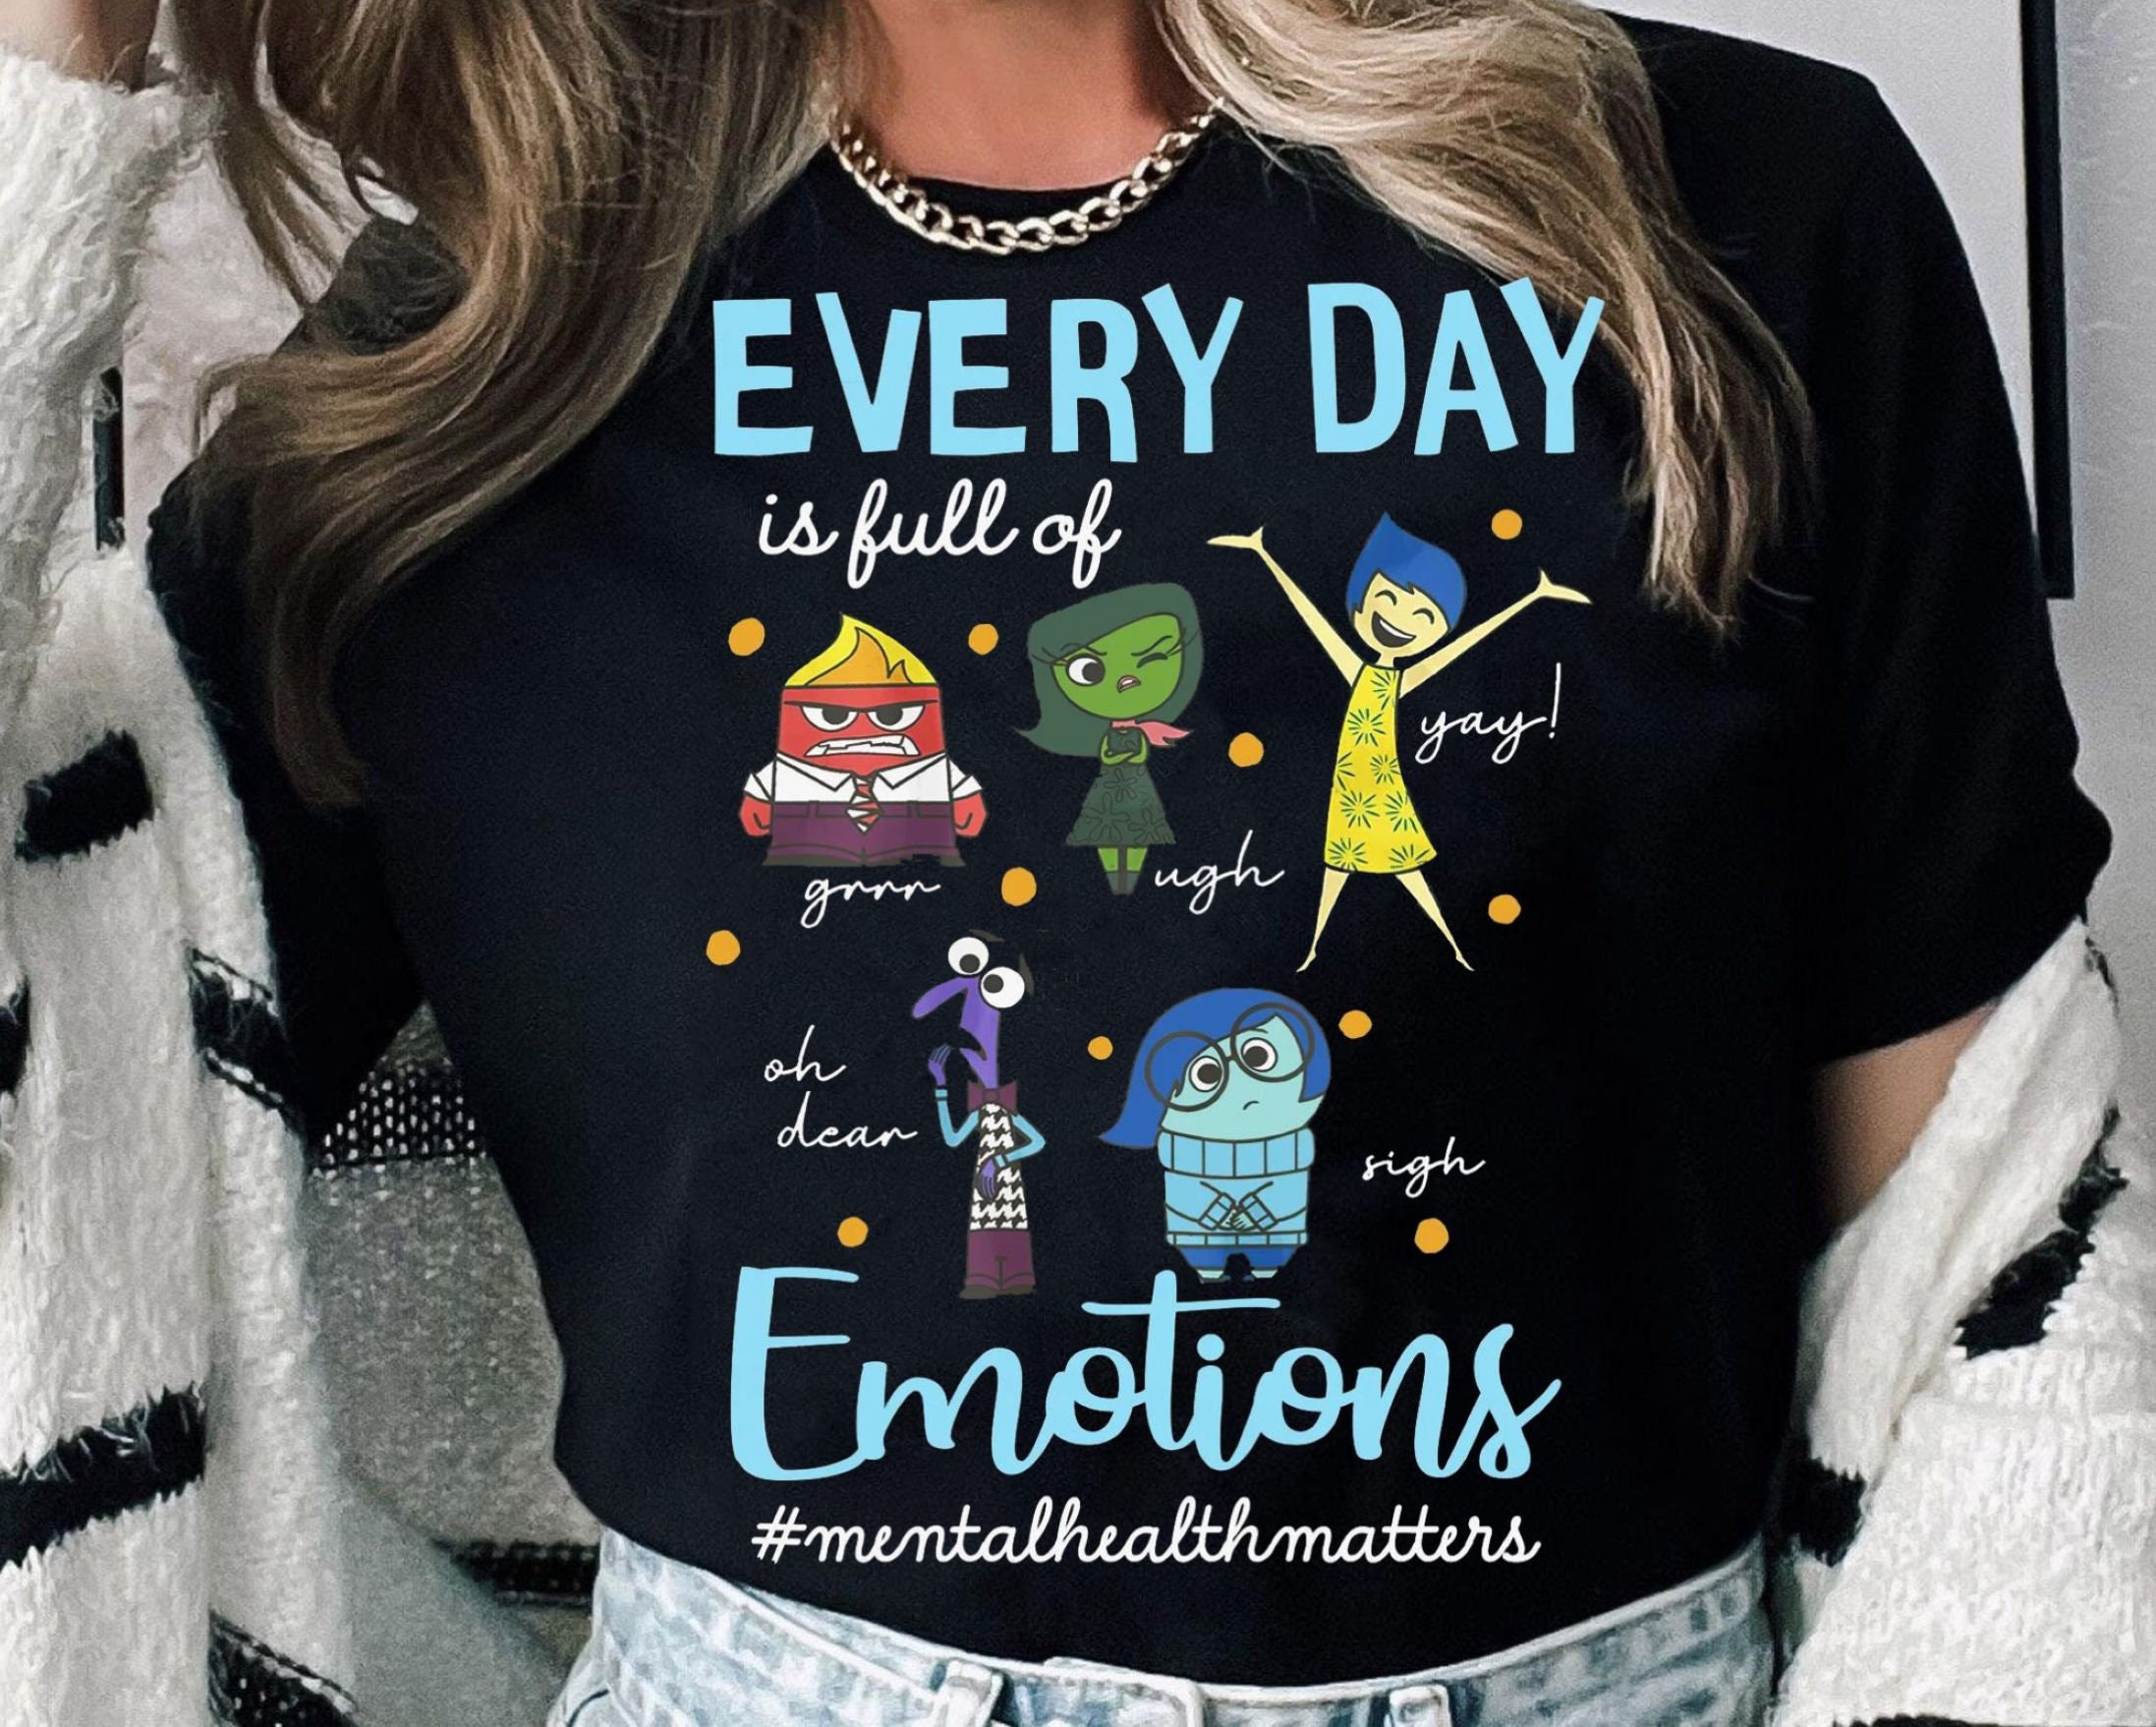 EVERY DAY
is full of
yay!
grrr
ugh
oh
dear
sigh
Emotions
#mentalhealthmatters